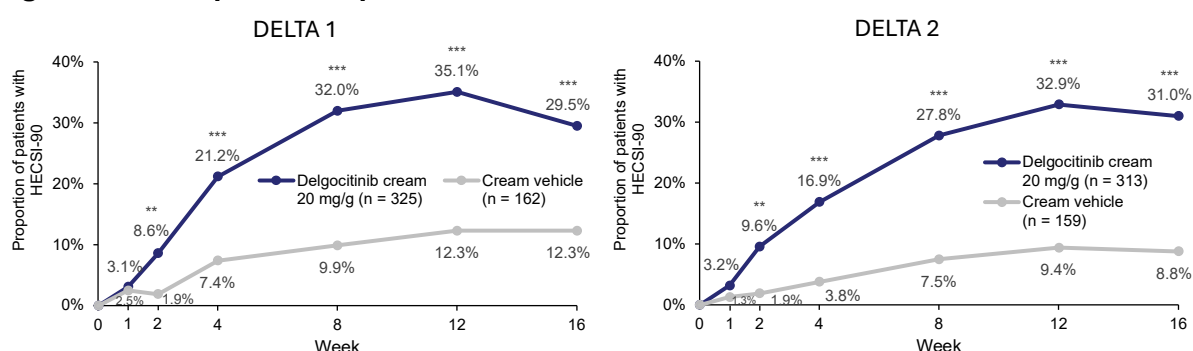 DELTA 1
Proportion of patients with
HECSI-90
40%
30%
20%
10%
0%
***
35.1%
***
32.0%
***
29.5%
***
21.2%
**
8.6%
3.1%
2.5%
1.9%
7.4%
9.9%
12.3%
12.3%
Delgocitinib cream
20 mg/g (n = 325)
Cream vehicle
(n = 162)
0 1 2 4 8 12 16
Week
DELTA 2
Proportion of patients with
HECSI-90
40%
30%
20%
10%
0%
***
32.9%
***
31.0%
***
27.8%
***
16.9%
**
9.6%
3.2%
1.3%
1.9%
3.8%
7.5%
9.4%
8.8%
Delgocitinib cream
20 mg/g (n = 313)
Cream vehicle
(n = 159)
0 1 2 4 8 12 16
Week